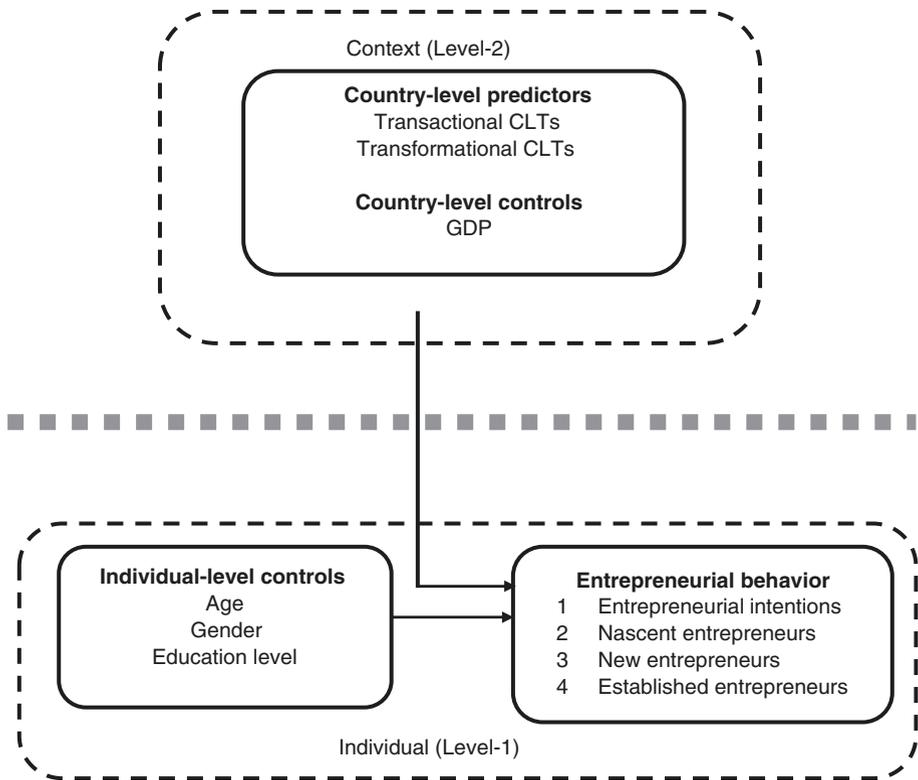 Context (Level-2)
Country-level predictors
Transactional CLTs
Transformational CLTs
Country-level controls
GDP
Individual-level controls
Age
Gender
Education level
Entrepreneurial behavior
1 Entrepreneurial intentions
2 Nascent entrepreneurs
3 New entrepreneurs
4 Established entrepreneurs
Individual (Level-1)